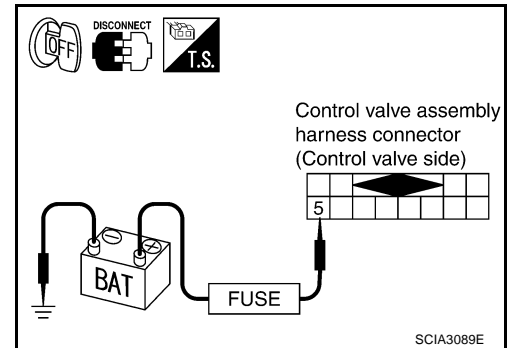 OFF
DISCONNECT
T.S.
Control valve assembly
harness connector
(Control valve side)
5
BAT
FUSE
SCIA3089E